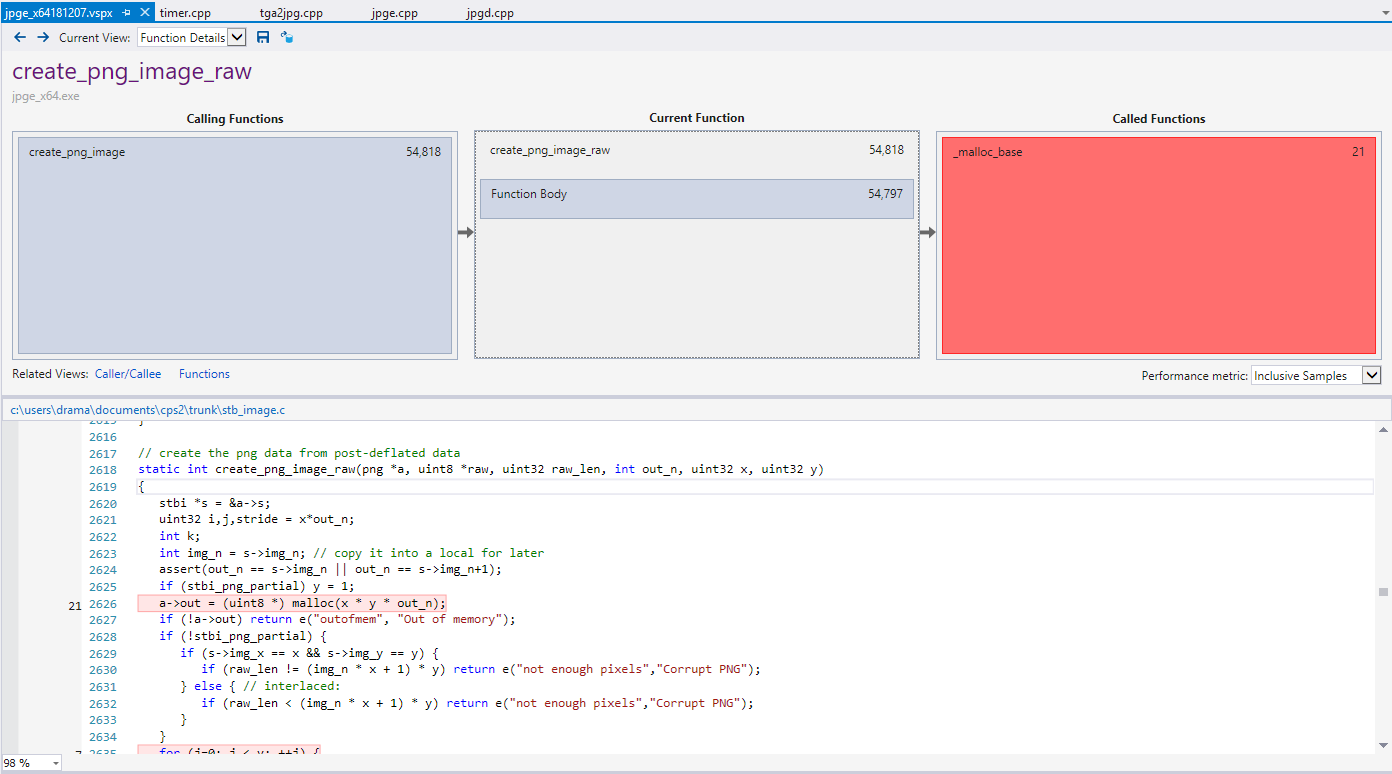 jpge_x64181207.vspx timer.cpp tga2jpg.cpp jpge.cpp jpgd.cpp
Current View: Function Details
create_png_image_raw
jpge_x64.exe
Calling Functions Current Function Called Functions
create_png_image 54,818 create_png_image_raw 54,818 _malloc_base 21
Function Body 54,797
Related Views: Caller/Callee Functions Performance metric: Inclusive Samples
c:\users\drama\documents\cps2\trunk\stb_image.c
2615 }
2616
2617 // create the png data from post-deflated data
2618 static int create_png_image_raw(png *a, uint8 *raw, uint32 raw_len, int out_n, uint32 x, uint32 y)
2619 {
2620 stbi *s = &a->s;
2621 uint32 i,j,stride = x*out_n;
2622 int k;
2623 int img_n = s->img_n; // copy it into a local for later
2624 assert(out_n == s->img_n || out_n == s->img_n+1);
2625 if (stbi_png_partial) y = 1;
21 2626 a->out = (uint8 *) malloc(x * y * out_n);
2627 if (!a->out) return e("outofmem", "Out of memory");
2628 if (!stbi_png_partial) {
2629 if (s->img_x == x && s->img_y == y) {
2630 if (raw_len != (img_n * x + 1) * y) return e("not enough pixels","Corrupt PNG");
2631 } else { // interlaced:
2632 if (raw_len < (img_n * x + 1) * y) return e("not enough pixels","Corrupt PNG");
2633 }
2634 }
7 2635 for (j=0; j < y; ++j) {
98 %